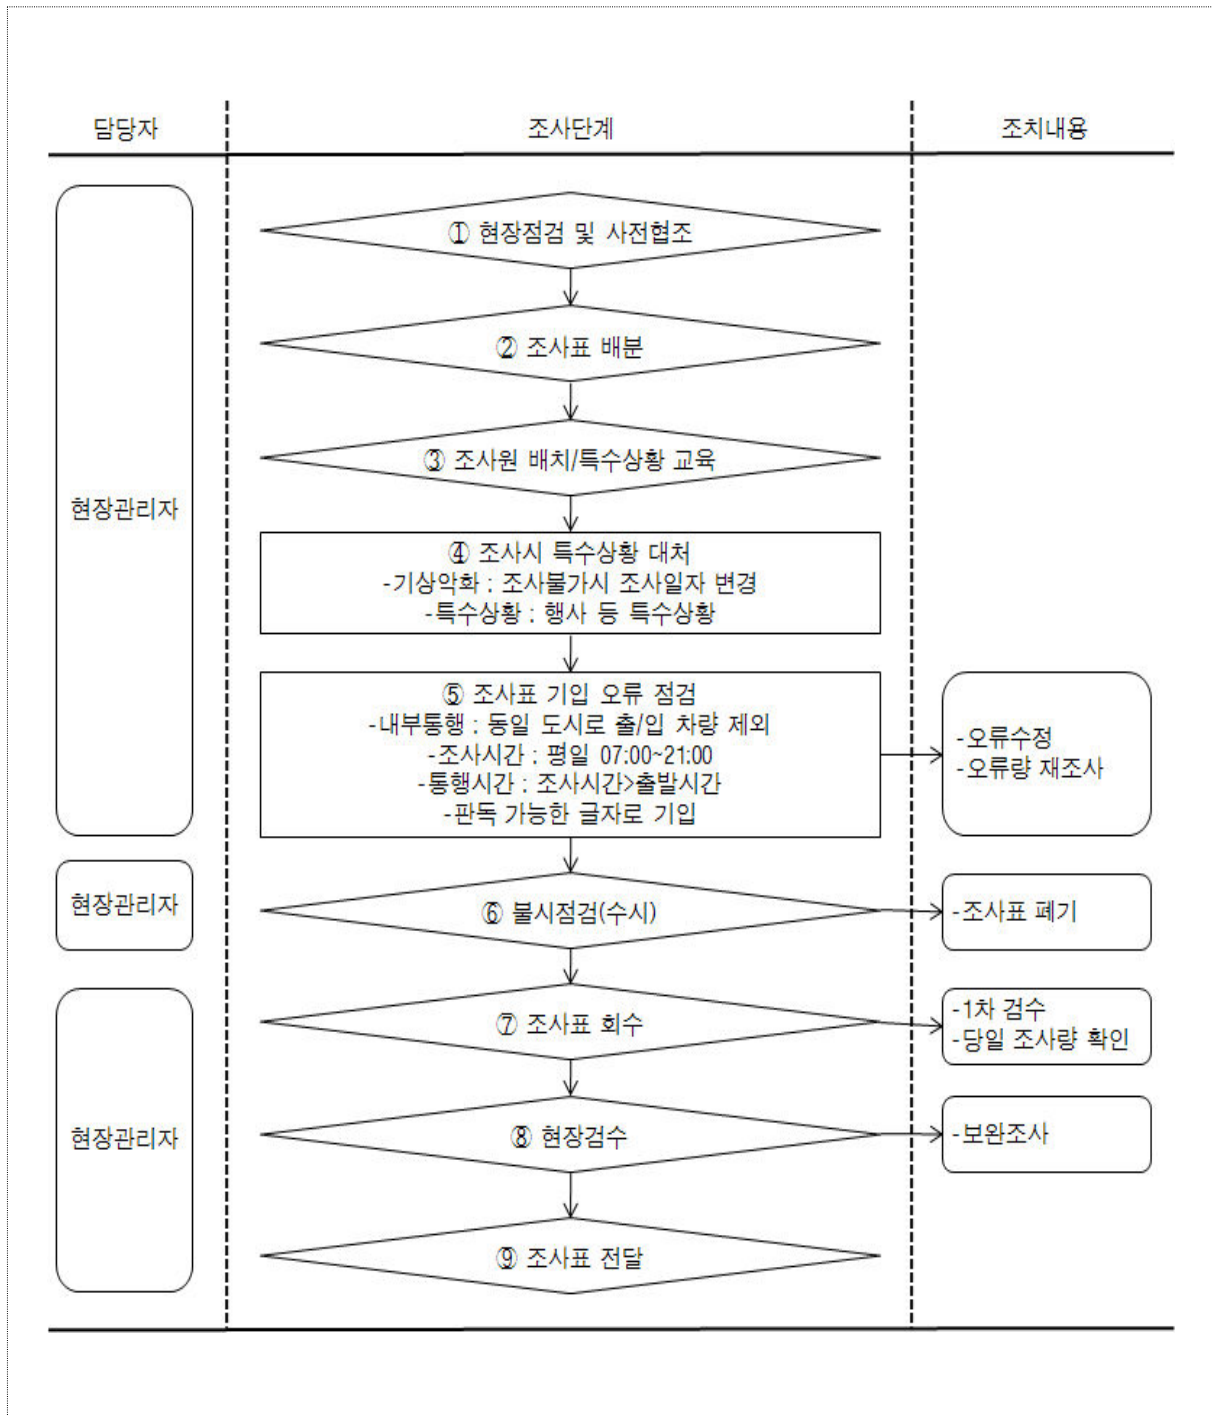 담당자
조사단계
조치내용
현장관리자
① 현장점검 및 사전협조
② 조사표 배분
③ 조사원 배치/특수상황 교육
④ 조사시 특수상황 대처
-기상악화 : 조사불가시 조사일자 변경
-특수상황 : 행사 등 특수상황
⑤ 조사표 기입 오류 점검
-내부통행 : 동일 도시로 출/입 차량 제외
-조사시간 : 평일 07:00~21:00
-통행시간 : 조사시간>출발시간
-판독 가능한 글자로 기입
-오류수정
-오류량 재조사
현장관리자
⑥ 불시점검(수시)
-조사표 폐기
현장관리자
⑦ 조사표 회수
-1차 검수
-당일 조사량 확인
⑧ 현장검수
-보완조사
⑨ 조사표 전달